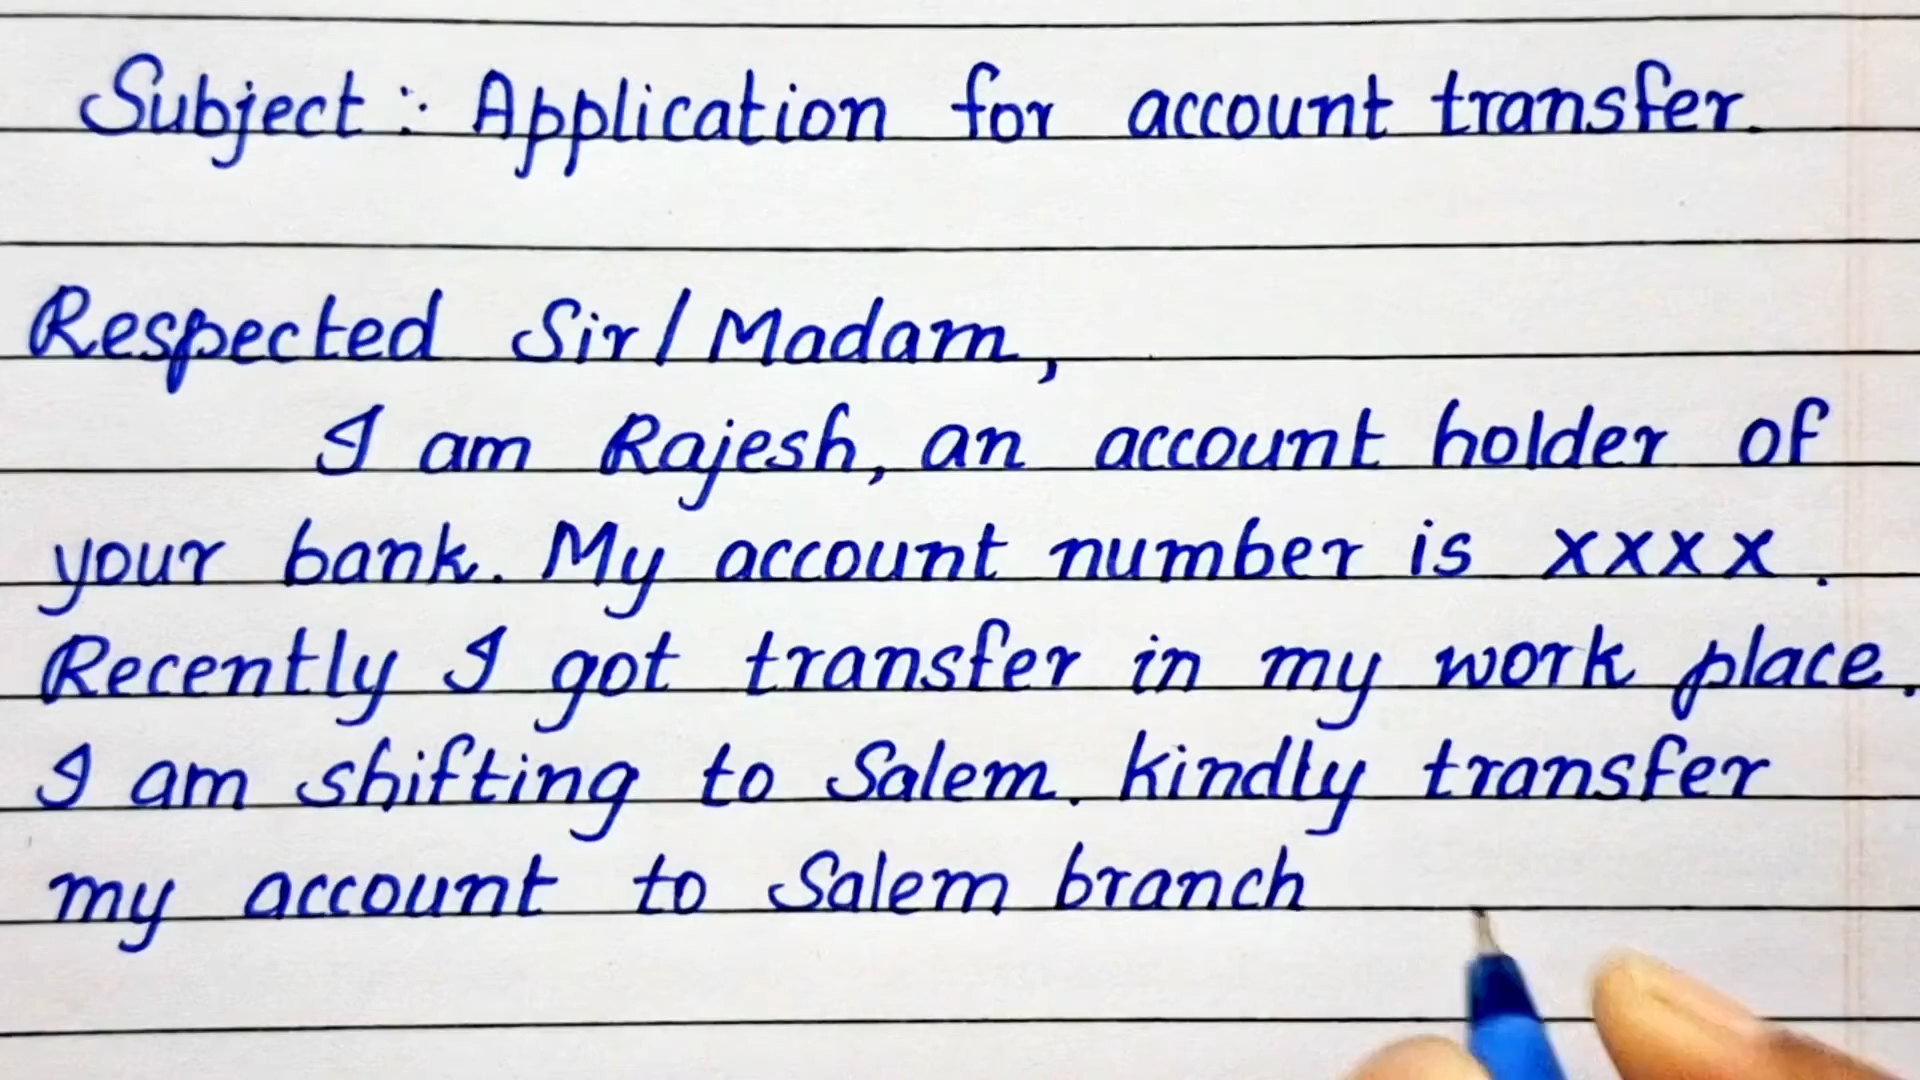 Subject : Application for account transfer.
Respected Sir/Madam,
I am Rajesh, an account holder of
your bank. My account number is xxxx.
Recently I got transfer in my work place.
I am shifting to Salem. kindly transfer
my account to Salem branch